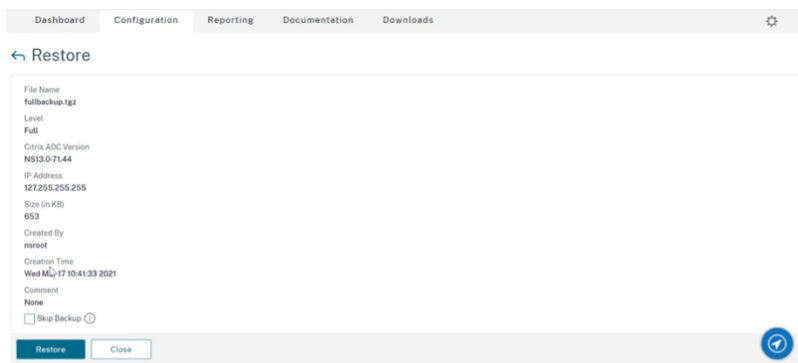 Dashboard Configuration Reporting Documentation Downloads
Restore
File Name
fullbackup.tgz
Level
Full
Citrix ADC Version
NS13.0-71.44
IP Address
127.255.255.255
Size (in KB)
653
Created By
nsroot
Creation Time
Wed 17 10:41:33 2021
Comment
None
Skip Backup
Restore Close